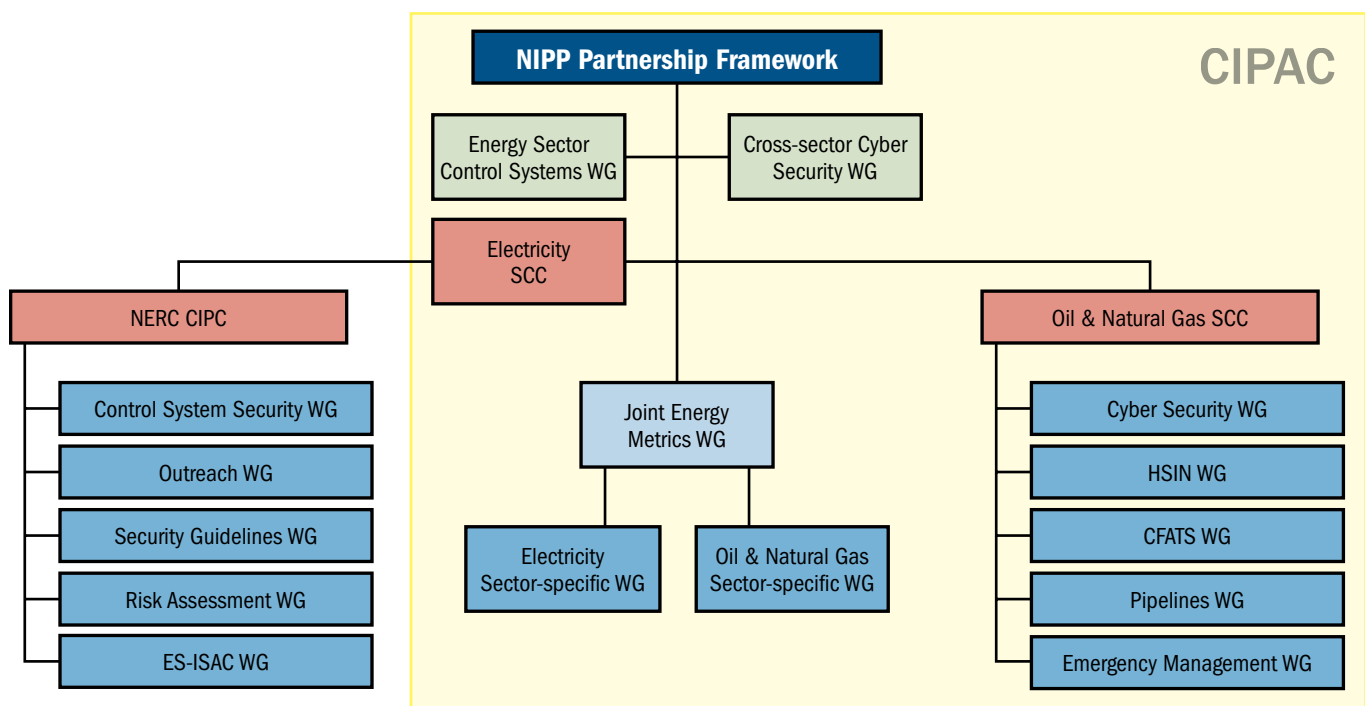 NIPP Partnership Framework
CIPAC
Energy Sector
Control Systems WG
Cross-sector Cyber
Security WG
Electricity
SCC
NERC CIPC
Oil & Natural Gas SCC
Control System Security WG
Outreach WG
Security Guidelines WG
Risk Assessment WG
ES-ISAC WG
Joint Energy
Metrics WG
Electricity
Sector-specific WG
Oil & Natural Gas
Sector-specific WG
Cyber Security WG
HSIN WG
CFATS WG
Pipelines WG
Emergency Management WG